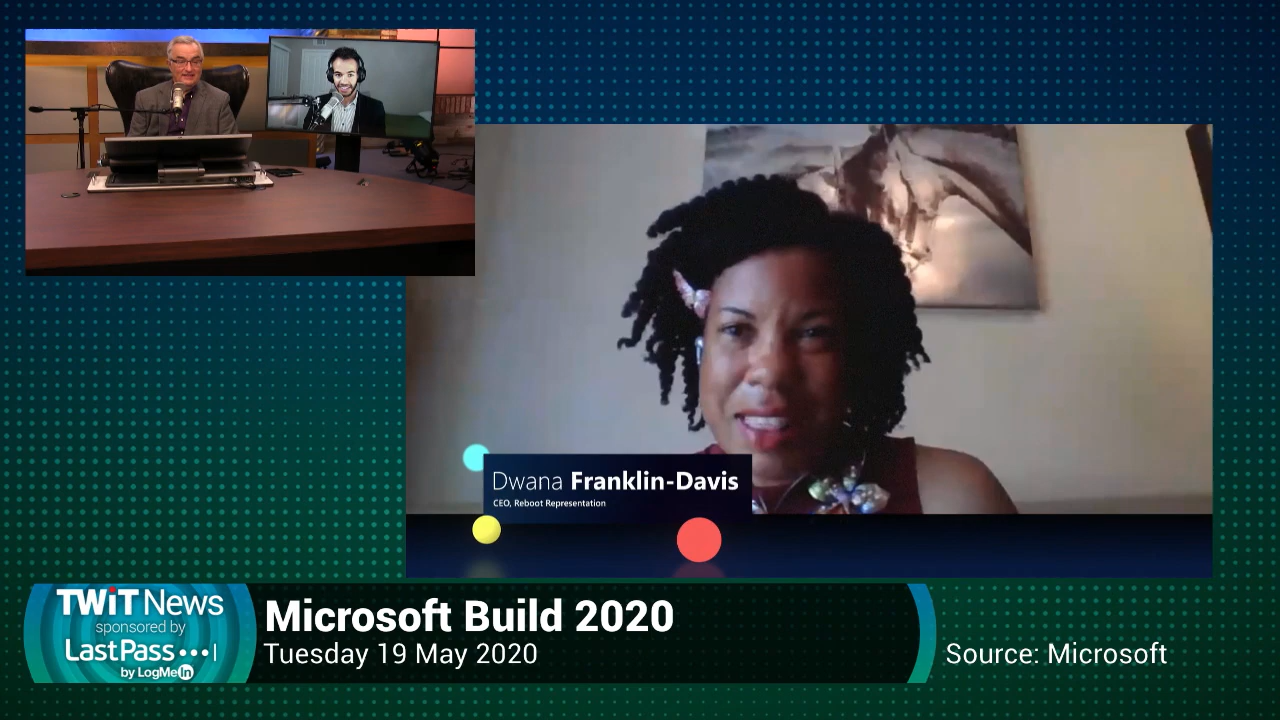 Dwana Franklin-Davis
CEO, Reboot Representation
TWiT News
sponsored by
LastPass •••|
by LogMeIn
Microsoft Build 2020
Tuesday 19 May 2020
Source: Microsoft